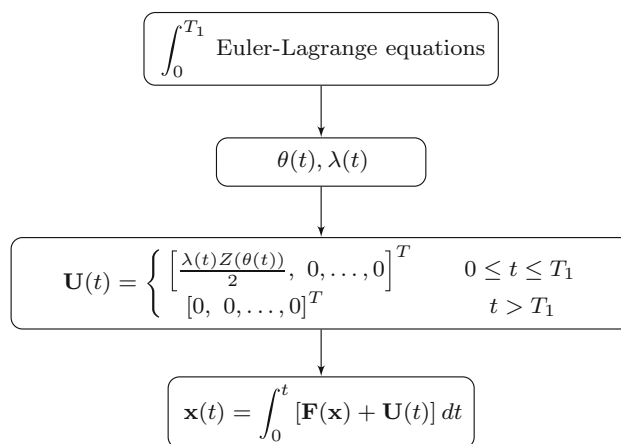 ∫₀^{T₁} Euler-Lagrange equations
θ(t), λ(t)
U(t) = { [λ(t)Z(θ(t))/2, 0, . . . , 0]^T 0 ≤ t ≤ T₁
[0, 0, . . . , 0]^T t > T₁
x(t) = ∫₀^t [F(x) + U(t)] dt